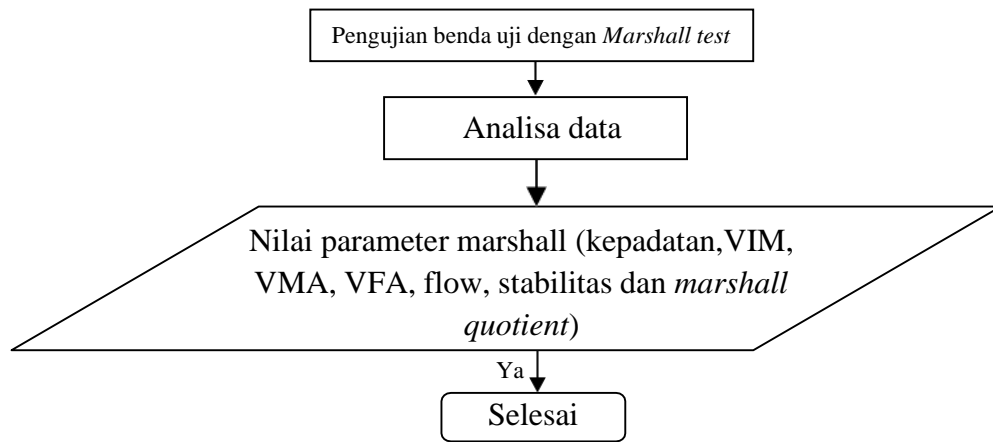 Pengujian benda uji dengan Marshall test
Analisa data
Nilai parameter marshall (kepadatan,VIM,
VMA, VFA, flow, stabilitas dan marshall
quotient)
Ya
Selesai